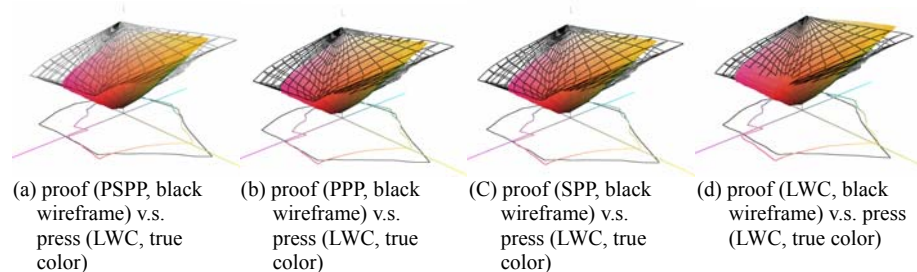 (a) proof (PSPP, black
wireframe) v.s.
press (LWC, true
color)
(b) proof (PPP, black
wireframe) v.s.
press (LWC, true
color)
(C) proof (SPP, black
wireframe) v.s.
press (LWC, true
color)
(d) proof (LWC, black
wireframe) v.s. press
(LWC, true color)